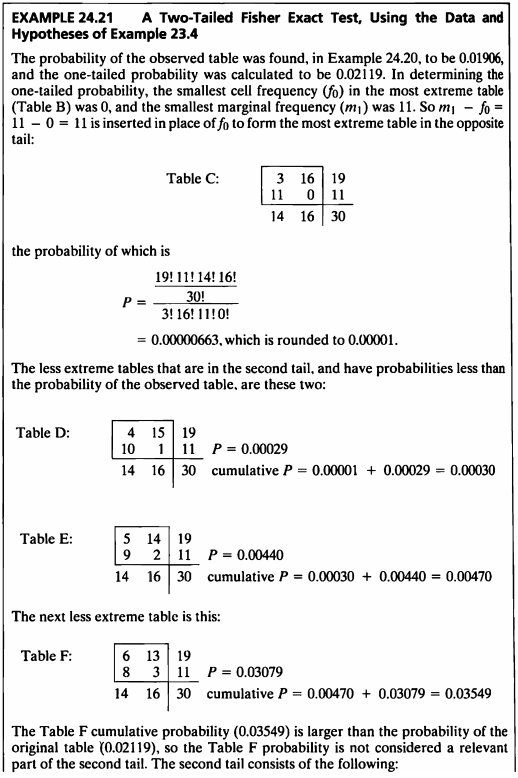 EXAMPLE 24.21 A Two-Tailed Fisher Exact Test, Using the Data and
Hypotheses of Example 23.4
The probability of the observed table was found, in Example 24.20, to be 0.01906,
and the one-tailed probability was calculated to be 0.02119. In determining the
one-tailed probability, the smallest cell frequency (f₀) in the most extreme table
(Table B) was 0, and the smallest marginal frequency (m₁) was 11. So m₁ − f₀ =
11 − 0 = 11 is inserted in place of f₀ to form the most extreme table in the opposite
tail:
Table C: 3 16 19
11 0 11
14 16 30
the probability of which is
19! 11! 14! 16!
30!
P =
3! 16! 11! 0!
= 0.00000663, which is rounded to 0.00001.
The less extreme tables that are in the second tail, and have probabilities less than
the probability of the observed table, are these two:
Table D: 4 15 19
10 1 11 P = 0.00029
14 16 30 cumulative P = 0.00001 + 0.00029 = 0.00030
Table E: 5 14 19
9 2 11 P = 0.00440
14 16 30 cumulative P = 0.00030 + 0.00440 = 0.00470
The next less extreme table is this:
Table F: 6 13 19
8 3 11 P = 0.03079
14 16 30 cumulative P = 0.00470 + 0.03079 = 0.03549
The Table F cumulative probability (0.03549) is larger than the probability of the
original table (0.02119), so the Table F probability is not considered a relevant
part of the second tail. The second tail consists of the following: